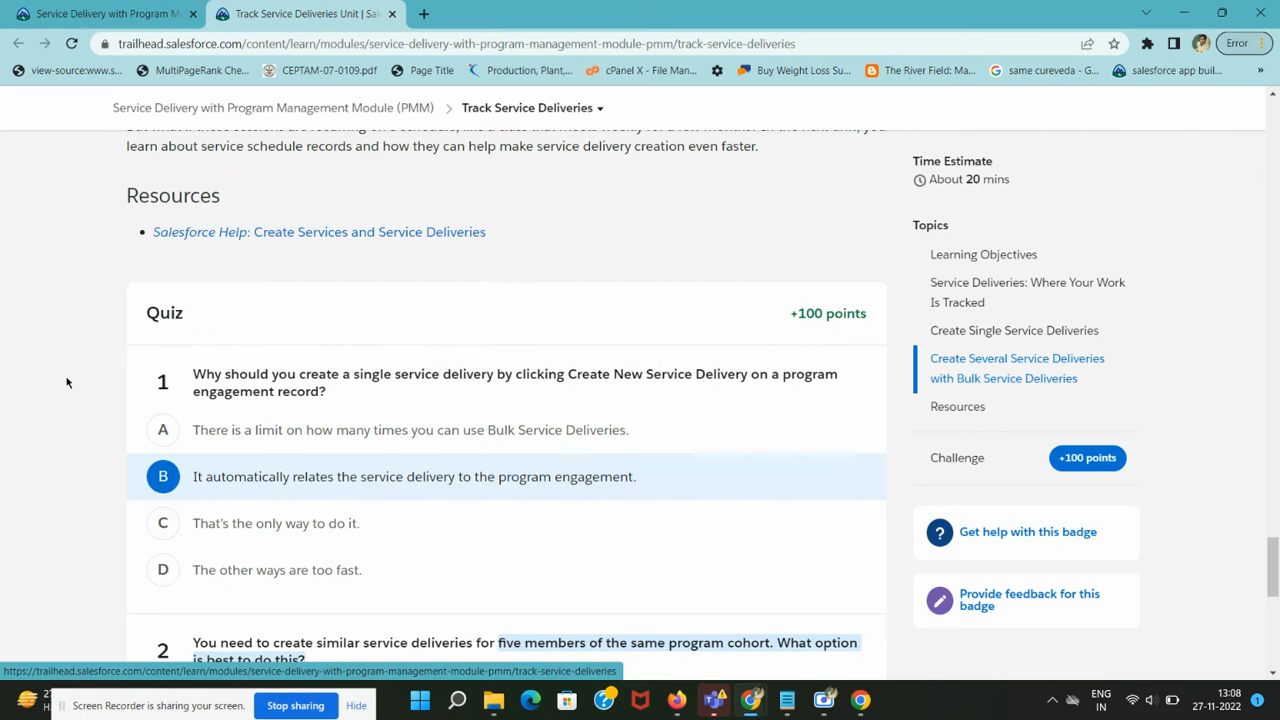 Service Delivery with Program M
Track Service Deliveries Unit | Sal
trailhead.salesforce.com/content/learn/modules/service-delivery-with-program-management-module-pmm/track-service-deliveries
Error
view-source:www.s...
MultiPageRank Che...
CEPTAM-07-0109.pdf
Page Title
Production, Plant,...
cPanel X - File Man...
Buy Weight Loss Su...
The River Field: Ma...
same cureveda - G...
salesforce app buil...
»
Service Delivery with Program Management Module (PMM)
Track Service Deliveries
learn about service schedule records and how they can help make service delivery creation even faster.
Resources
• Salesforce Help: Create Services and Service Deliveries
Quiz
+100 points
1
Why should you create a single service delivery by clicking Create New Service Delivery on a program
engagement record?
A There is a limit on how many times you can use Bulk Service Deliveries.
B It automatically relates the service delivery to the program engagement.
C That's the only way to do it.
D The other ways are too fast.
2
You need to create similar service deliveries for five members of the same program cohort. What option
is best to do this?
Time Estimate
About 20 mins
Topics
Learning Objectives
Service Deliveries: Where Your Work
Is Tracked
Create Single Service Deliveries
Create Several Service Deliveries
with Bulk Service Deliveries
Resources
Challenge
+100 points
? Get help with this badge
Provide feedback for this
badge
https://trailhead.salesforce.com/content/learn/modules/service-delivery-with-program-management-module-pmm/track-service-deliveries
Screen Recorder is sharing your screen.
Stop sharing
Hide
ENG
IN
13:08
27-11-2022
1